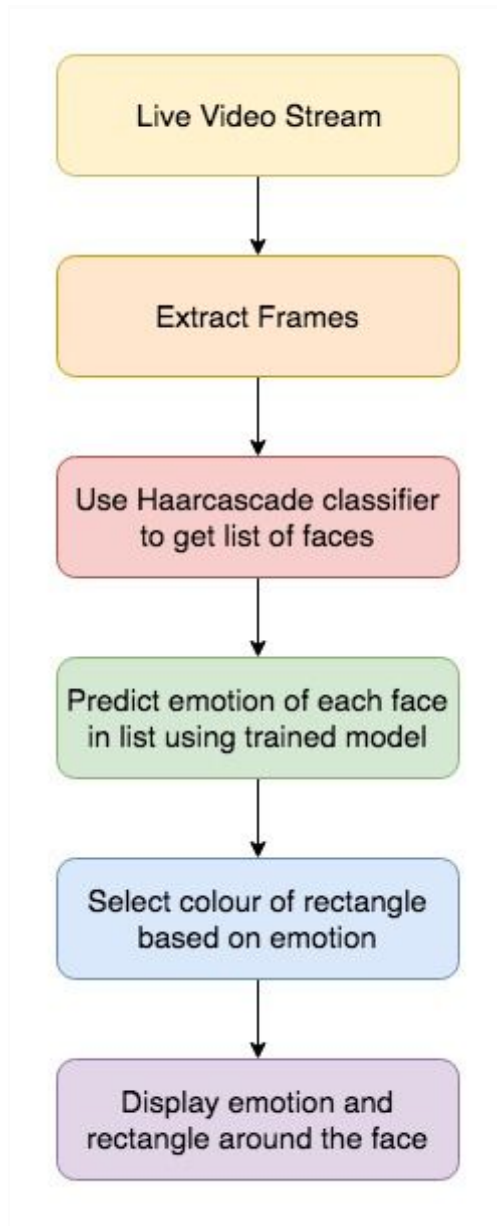 Live Video Stream
Extract Frames
Use Haarcascade classifier
to get list of faces
Predict emotion of each face
in list using trained model
Select colour of rectangle
based on emotion
Display emotion and
rectangle around the face